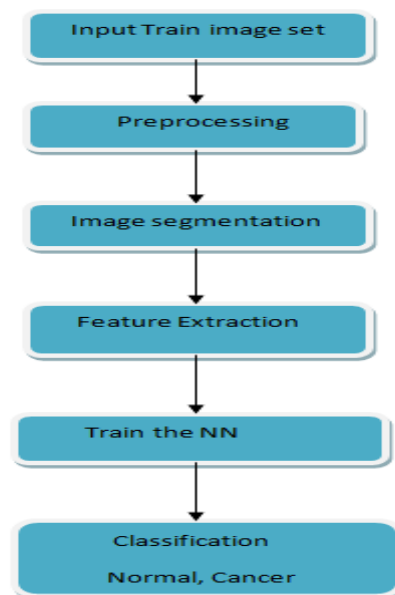 Input Train image set
Preprocessing
Image segmentation
Feature Extraction
Train the NN
Classification
Normal, Cancer